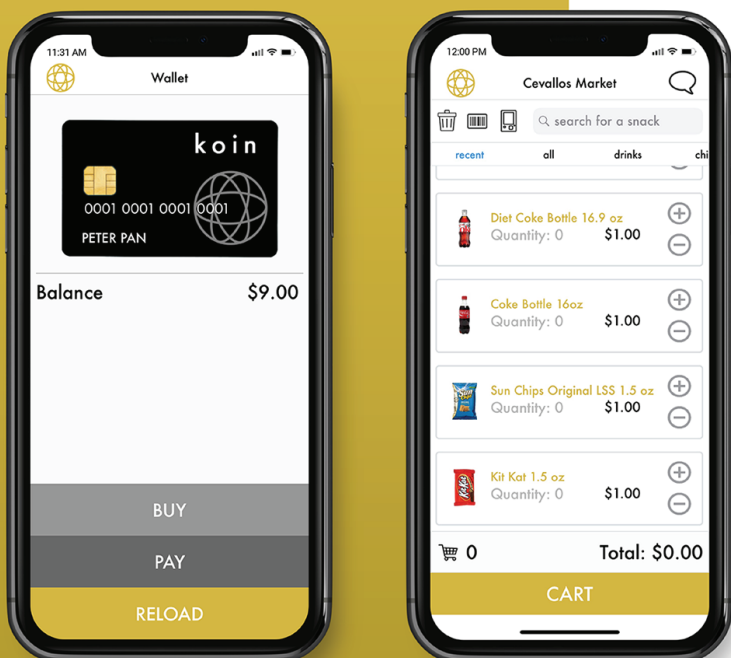 11:31 AM
Wallet
koin
0001 0001 0001 0001
PETER PAN
Balance $9.00
BUY
PAY
RELOAD
12:00 PM
Cevallos Market
search for a snack
recent all drinks chi
Diet Coke Bottle 16.9 oz
Quantity: 0 $1.00
Coke Bottle 16oz
Quantity: 0 $1.00
Sun Chips Original LSS 1.5 oz
Quantity: 0 $1.00
Kit Kat 1.5 oz
Quantity: 0 $1.00
0 Total: $0.00
CART